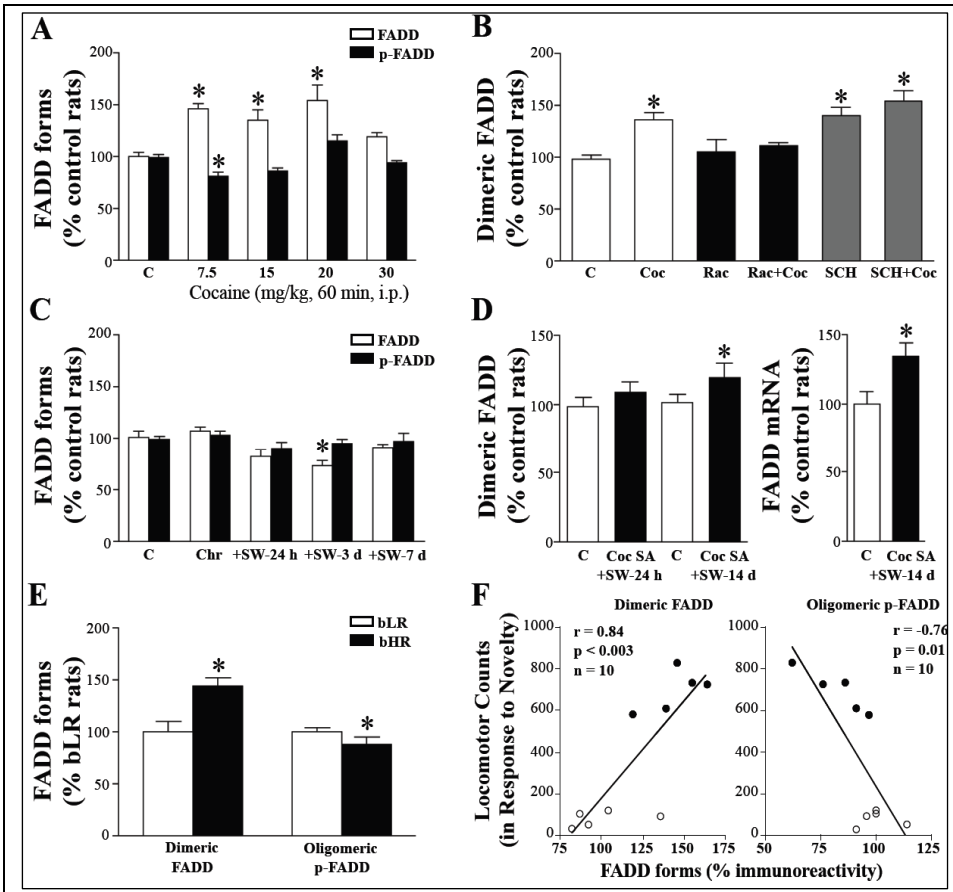 A
FADD
p-FADD
FADD forms
(% control rats)
200
150
100
50
0
* * * *
C 7.5 15 20 30
Cocaine (mg/kg, 60 min, i.p.)
B
Dimeric FADD
(% control rats)
200
150
100
50
0
* * *
C Coc Rac Rac+Coc SCH SCH+Coc
C
FADD
p-FADD
FADD forms
(% control rats)
200
150
100
50
0
*
C Chr +SW-24 h +SW-3 d +SW-7 d
D
Dimeric FADD
(% control rats)
150
100
50
0
*
C Coc SA C Coc SA
+SW-24 h +SW-14 d
FADD mRNA
(% control rats)
150
100
50
0
*
C Coc SA
+SW-14 d
E
bLR
bHR
FADD forms
(% bLR rats)
200
150
100
50
0
* *
Dimeric
FADD
Oligomeric
p-FADD
F
Dimeric FADD
Locomotor Counts
(in Response to Novelty)
1000
800
600
400
200
0
r = 0.84
p < 0.003
n = 10
75 100 125 150 175
Oligomeric p-FADD
1000
800
600
400
200
0
r = -0.76
p = 0.01
n = 10
50 75 100 125
FADD forms (% immunoreactivity)